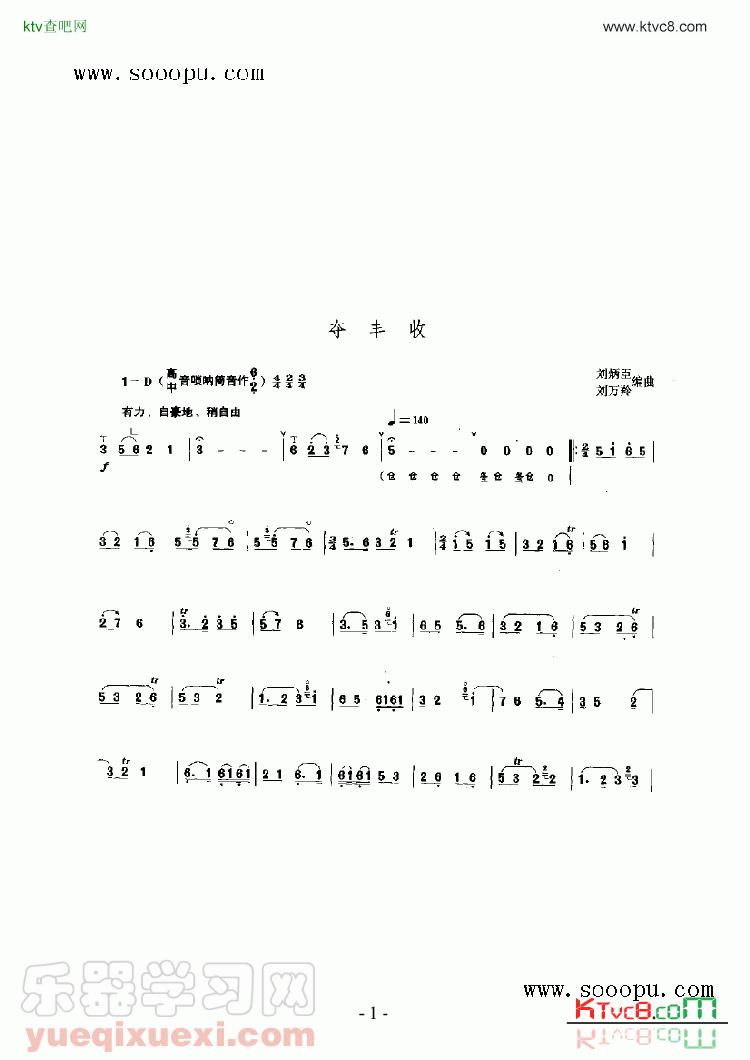 ktv查吧网
www.ktvc8.com
www.sooopu.com
夺 丰 收
1=D (高中音唢呐筒音作6 2) 4/4 2/4 3/4
刘炳臣
刘万玲 编曲
有力、自豪地、稍自由
♩=140
3 5 6 2 1 | 3 - - - | 6 2 3 7 6 | 5 - - - 0 0 0 0 |: 2/4 5 1 6 5 |
f
(仓 仓 仓 仓 冬仓 冬仓 0
3 2 1 6 | 5 5 7 6 | 5 5 7 6 | 3/4 5. 6 3 2 1 | 2/4 1 5 1 5 | 3 2 1 6 | 5 6 1 |
2 7 6 | 3. 2 3 5 | 5 7 6 | 3. 5 3 1 | 6 5 5. 6 | 3 2 1 6 | 5 3 2 6 |
5 3 2 6 | 5 3 2 | 1. 2 3 1 | 6 5 6161 | 3 2 1 | 7 6 5. 4 | 3 5 2 |
3 2 1 | 6. 1 6161 | 2 1 6. 1 | 6161 5 3 | 2 6 1 6 | 5 3 2 2 | 1. 2 3 3 |
乐器学习网
yueqixuexi.com
- 1 -
www.sooopu.com
KTvc8.com